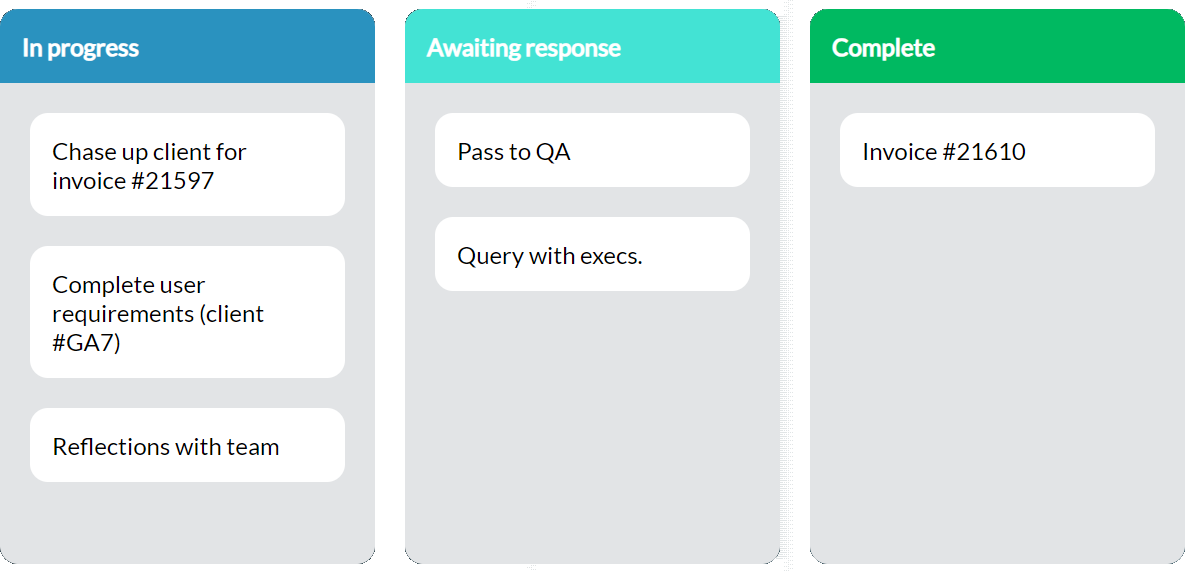 In progress
Chase up client for
invoice #21597
Complete user
requirements (client
#GA7)
Reflections with team
Awaiting response
Pass to QA
Query with execs.
Complete
Invoice #21610